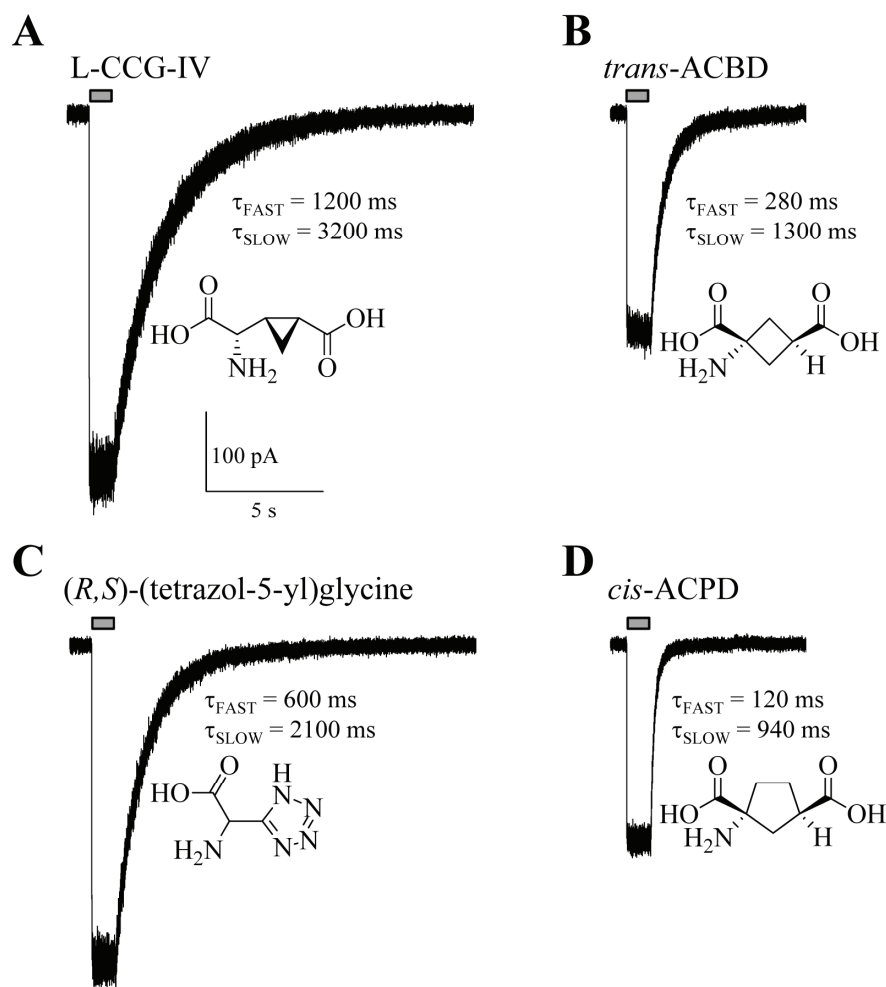 A
L-CCG-IV
τFAST = 1200 ms
τSLOW = 3200 ms
O
HO
NH2
OH
O
100 pA
5 s
B
trans-ACBD
τFAST = 280 ms
τSLOW = 1300 ms
O
O
HO
H2N
H
OH
C
(R,S)-(tetrazol-5-yl)glycine
τFAST = 600 ms
τSLOW = 2100 ms
O
H
HO
N
N
N
N
H2N
D
cis-ACPD
τFAST = 120 ms
τSLOW = 940 ms
O
O
HO
OH
H2N
H